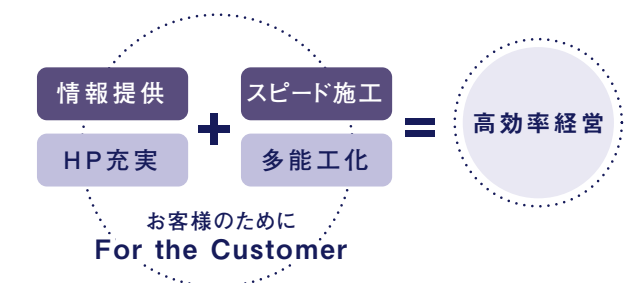 情報提供
HP充実
+
スピード施工
多能工化
=
高効率経営
お客様のために
For the Customer